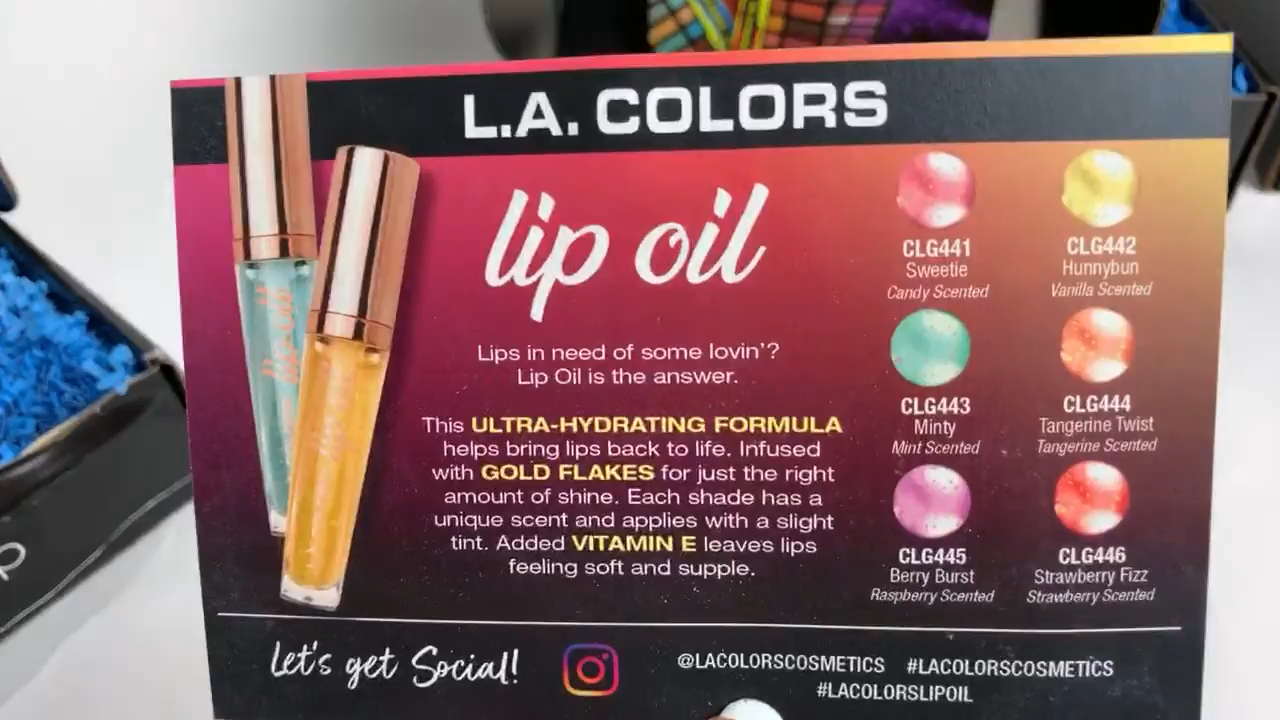 L.A. COLORS
lip oil
Lips in need of some lovin'?
Lip Oil is the answer.
This ULTRA-HYDRATING FORMULA
helps bring lips back to life. Infused
with GOLD FLAKES for just the right
amount of shine. Each shade has a
unique scent and applies with a slight
tint. Added VITAMIN E leaves lips
feeling soft and supple.
CLG441
Sweetie
Candy Scented
CLG442
Hunnybun
Vanilla Scented
CLG443
Minty
Mint Scented
CLG444
Tangerine Twist
Tangerine Scented
CLG445
Berry Burst
Raspberry Scented
CLG446
Strawberry Fizz
Strawberry Scented
Let's get Social!
@LACOLORSCOSMETICS #LACOLORSCOSMETICS
#LACOLORSLIPOIL